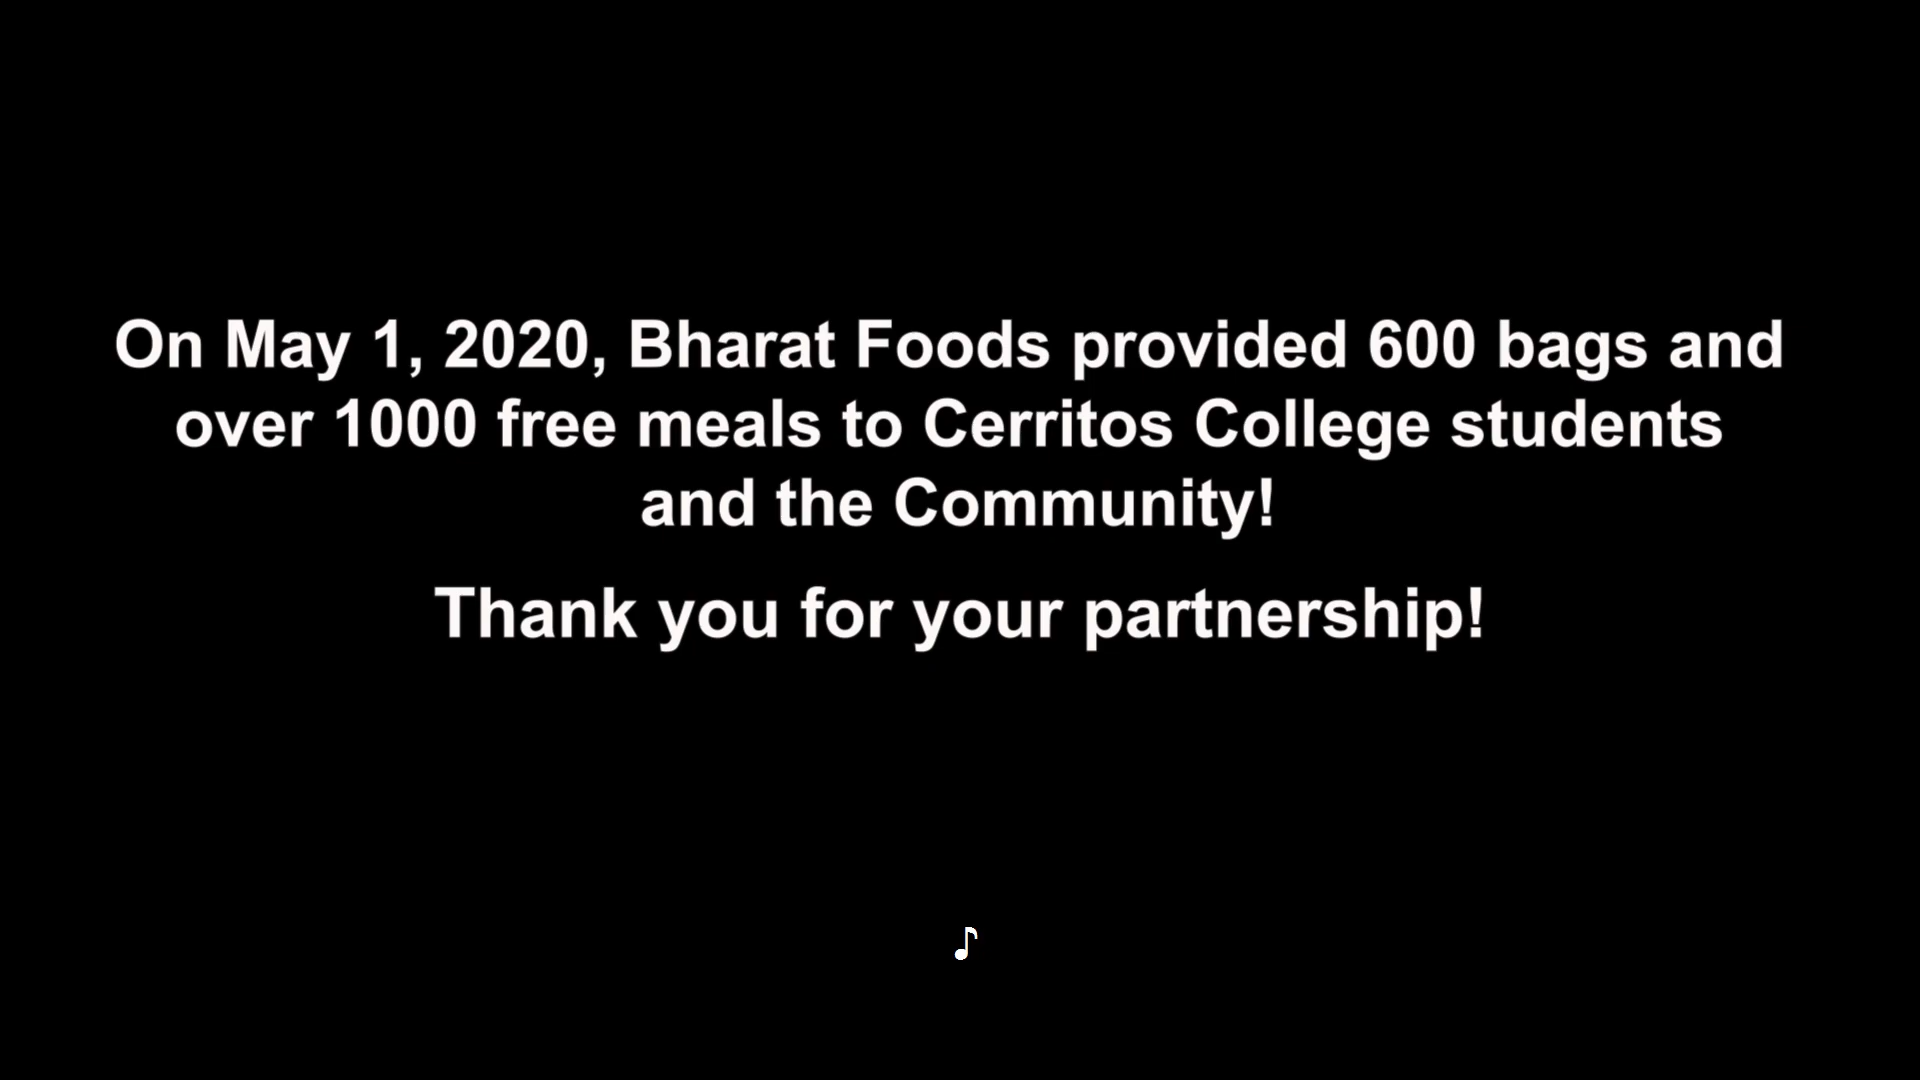 On May 1, 2020, Bharat Foods provided 600 bags and
over 1000 free meals to Cerritos College students
and the Community!
Thank you for your partnership!
♪